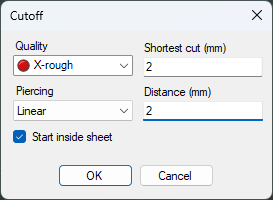 Cutoff
Quality
X-rough
Shortest cut (mm)
2
Piercing
Linear
Distance (mm)
2
Start inside sheet
OK
Cancel